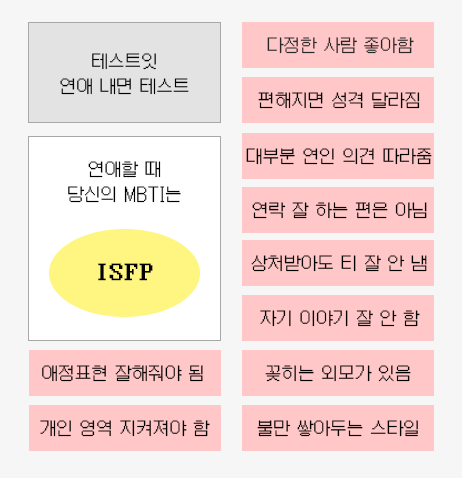 테스트잇
연애 내면 테스트
연애할 때
당신의 MBTI는
ISFP
애정표현 잘해줘야 됨
개인 영역 지켜져야 함
다정한 사람 좋아함
편해지면 성격 달라짐
대부분 연인 의견 따라줌
연락 잘 하는 편은 아님
상처받아도 티 잘 안 냄
자기 이야기 잘 안 함
꽂히는 외모가 있음
불만 쌓아두는 스타일